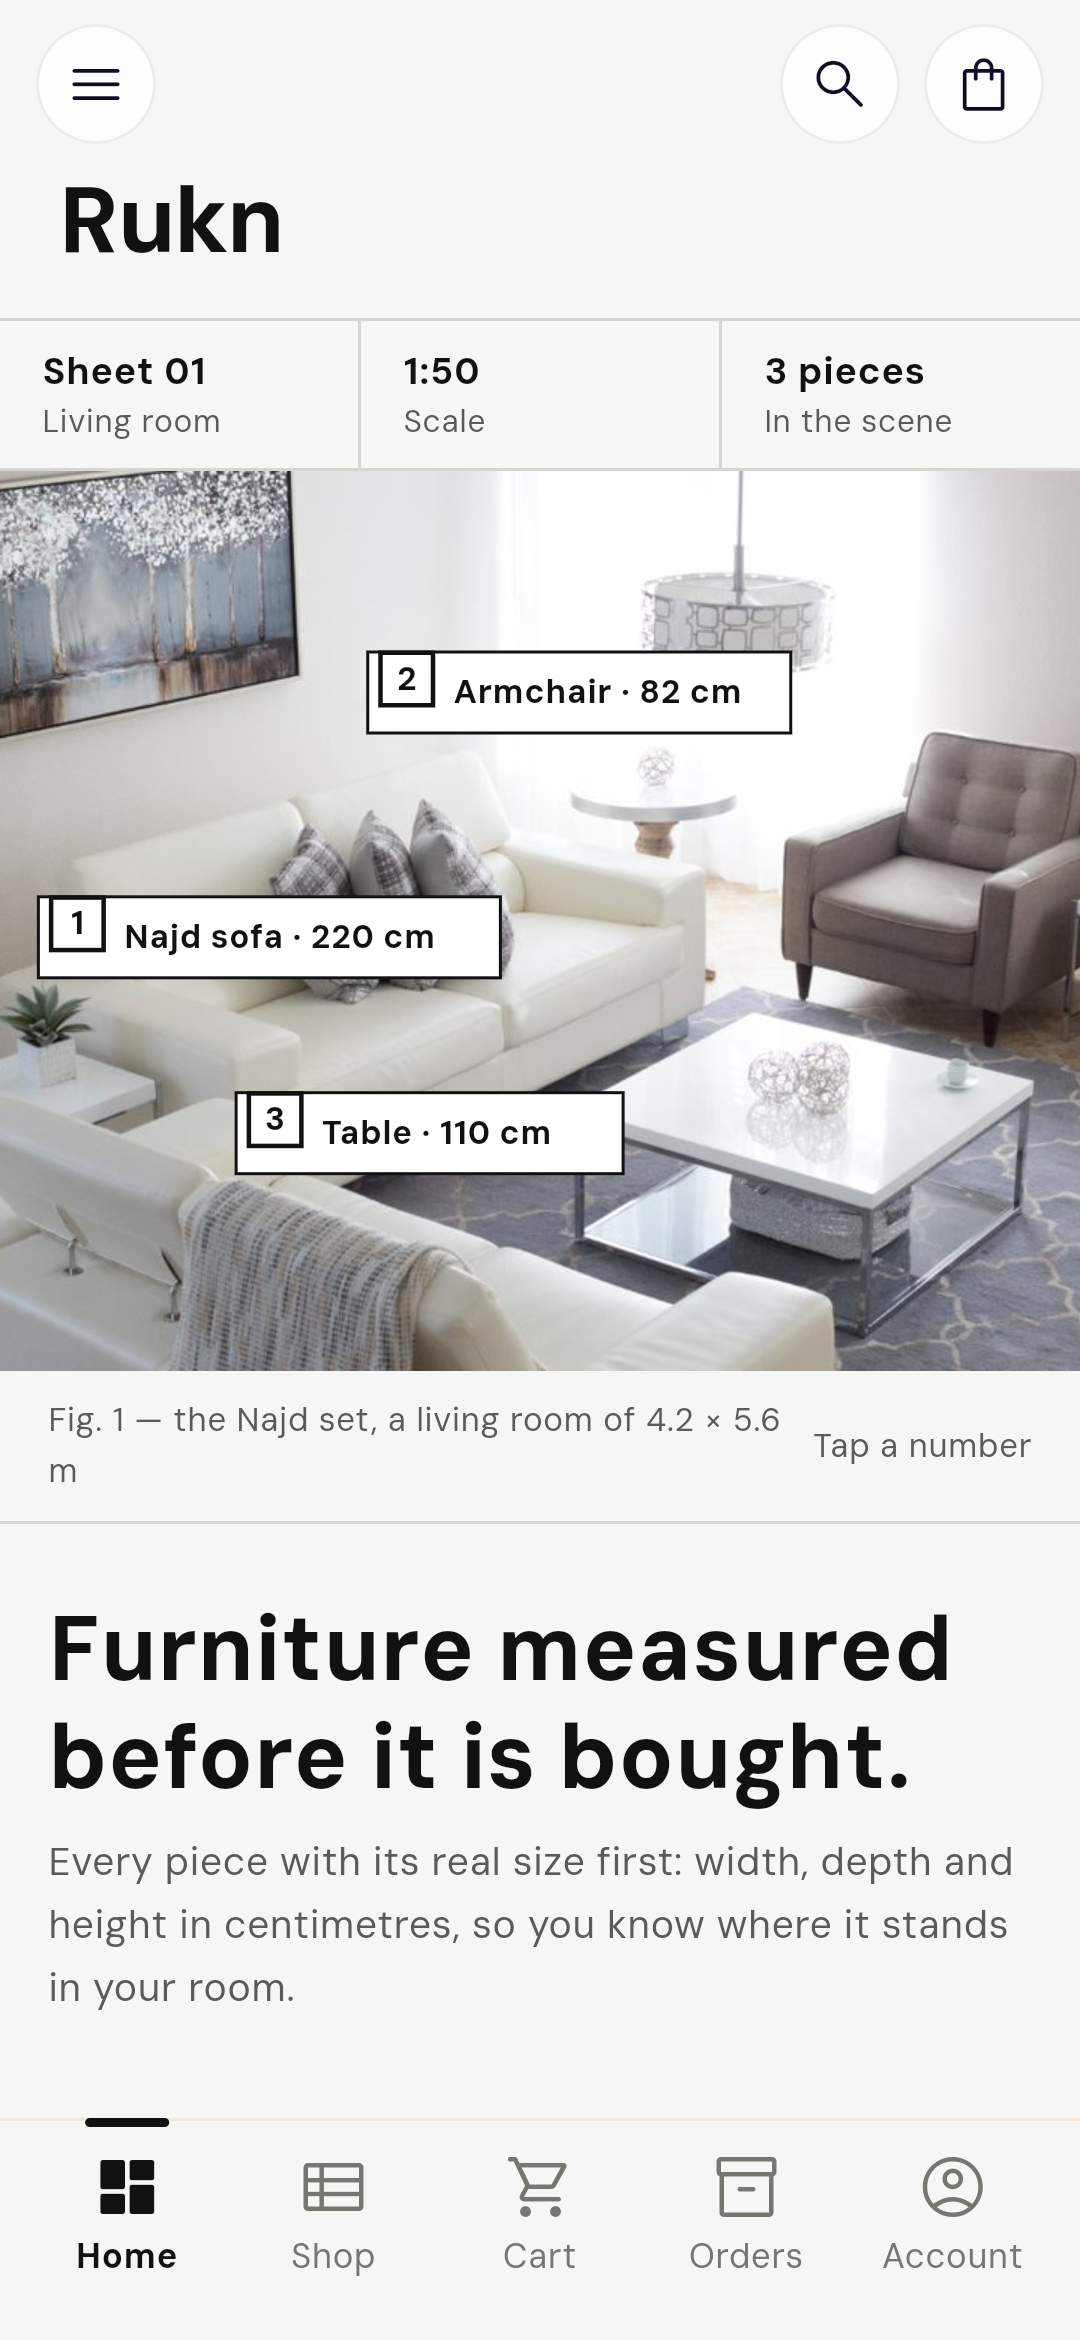 Rukn
Sheet 01
Living room
1:50
Scale
3 pieces
In the scene
2 Armchair · 82 cm
1 Najd sofa · 220 cm
3 Table · 110 cm
Fig. 1 — the Najd set, a living room of 4.2 × 5.6
m
Tap a number
Furniture measured
before it is bought.
Every piece with its real size first: width, depth and
height in centimetres, so you know where it stands
in your room.
Home
Shop
Cart
Orders
Account